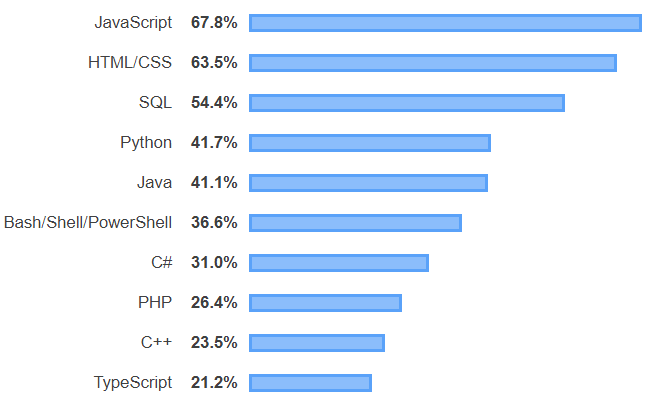 JavaScript 67.8%
HTML/CSS 63.5%
SQL 54.4%
Python 41.7%
Java 41.1%
Bash/Shell/PowerShell 36.6%
C# 31.0%
PHP 26.4%
C++ 23.5%
TypeScript 21.2%